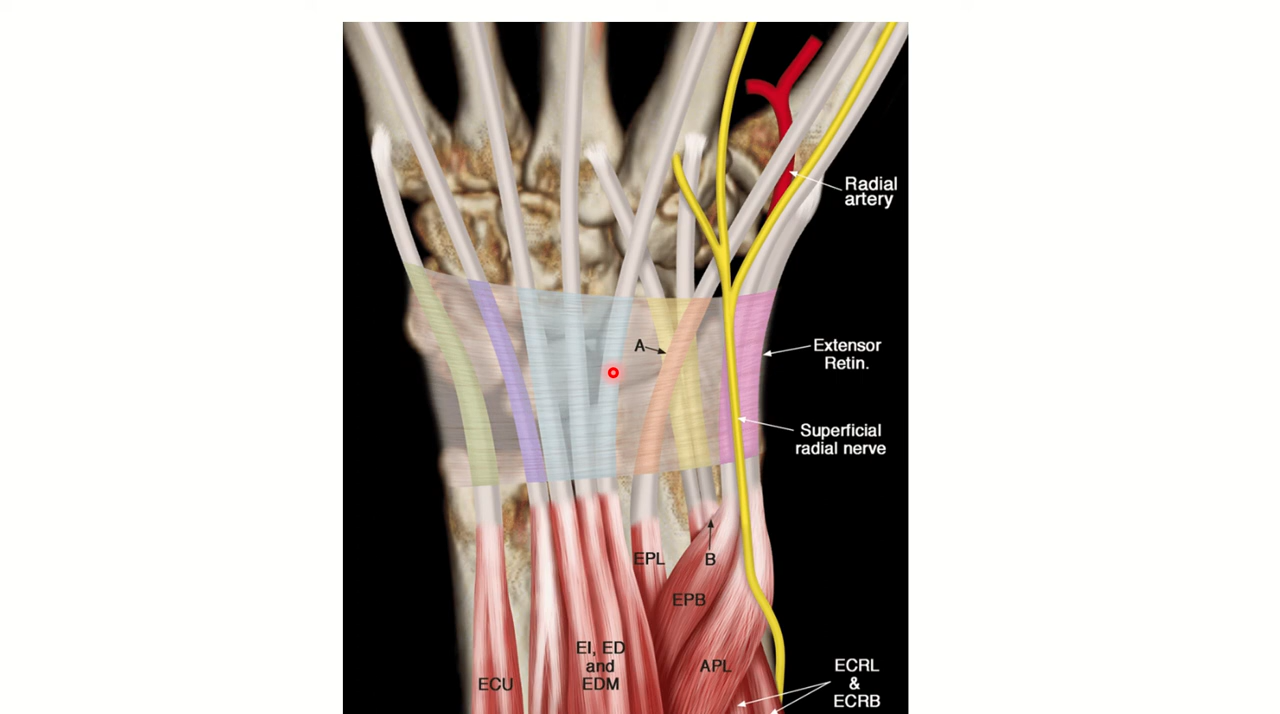 Radial
artery
A
Extensor
Retin.
Superficial
radial nerve
EPL
B
EPB
EI, ED
and
EDM
APL
ECU
ECRL
&
ECRB